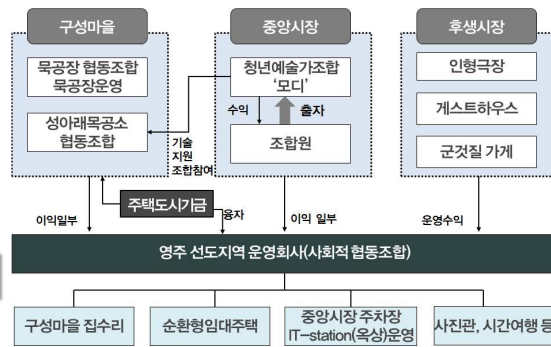 구성마을
중앙시장
후생시장
묵공장 협동조합
묵공장운영
성아래목공소
협동조합
청년예술가조합
'모디'
수익
출자
조합원
기술
지원
조합참여
인형극장
게스트하우스
군것질 가게
주택도시기금
이익일부
융자
이익 일부
운영수익
영주 선도지역 운영회사(사회적 협동조합)
구성마을 집수리
순환형임대주택
중앙시장 주차장
IT-station(옥상)운영
사진관, 시간여행 등